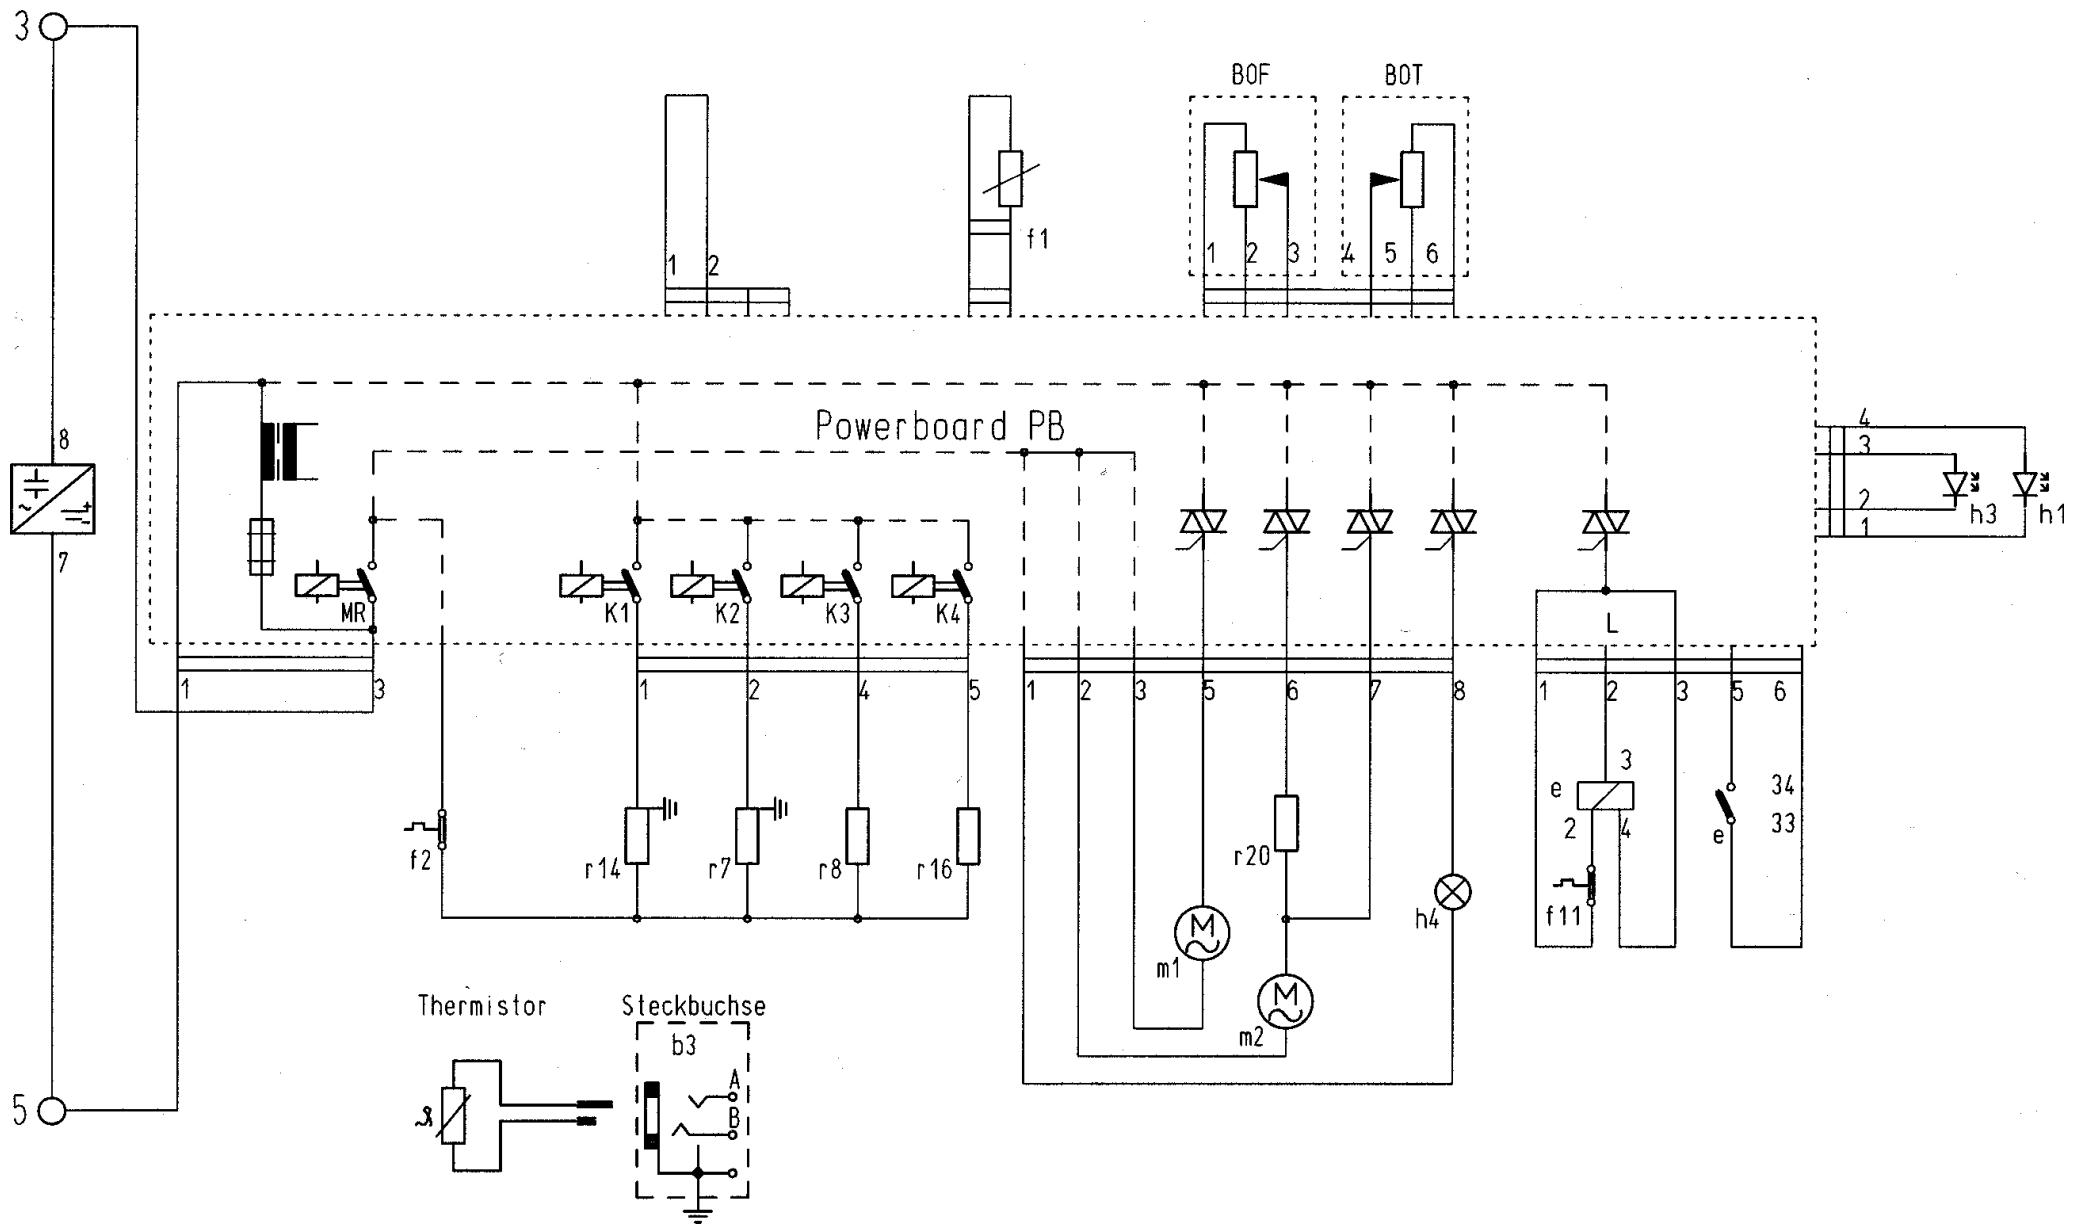 3
BOF
BOT
f1
1
2
3
4
5
6
1
2
8
7
Powerboard PB
4
3
2
1
h3
h1
MR
K1
K2
K3
K4
L
1
3
1
2
4
5
1
2
3
5
6
7
8
1
2
3
5
6
3
e
2
4
34
33
e
f2
r14
r7
r8
r16
r20
h4
f11
m1
m2
Thermistor
Steckbuchse
b3
A
B
ϑ
5